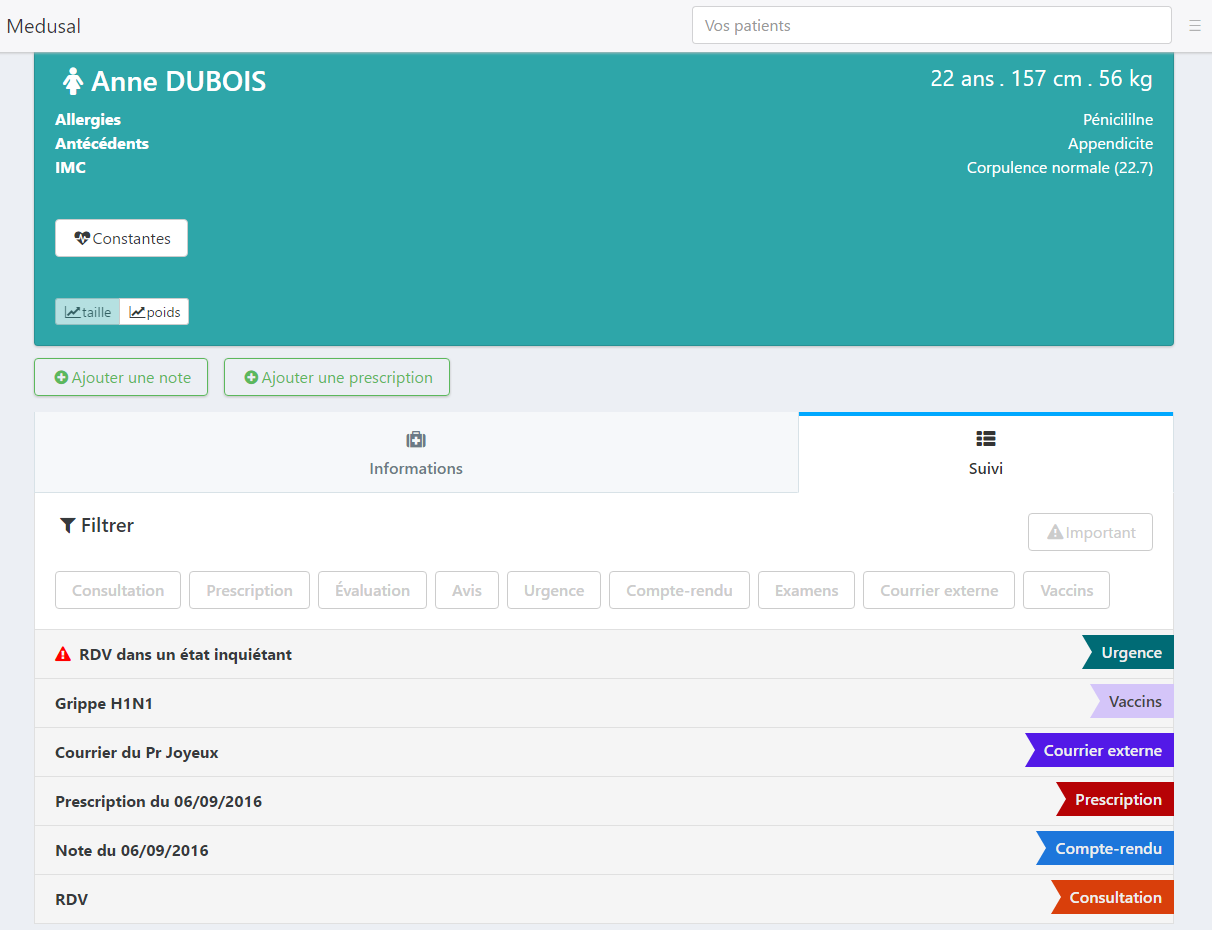 Medusal
Vos patients
Anne DUBOIS
22 ans . 157 cm . 56 kg
Allergies
Péniciliine
Antécédents
Appendicite
IMC
Corpulence normale (22.7)
Constantes
taille poids
Ajouter une note
Ajouter une prescription
Informations
Suivi
Filtrer
Important
Consultation Prescription Évaluation Avis Urgence Compte-rendu Examens Courrier externe Vaccins
RDV dans un état inquiétant
Urgence
Grippe H1N1
Vaccins
Courrier du Pr Joyeux
Courrier externe
Prescription du 06/09/2016
Prescription
Note du 06/09/2016
Compte-rendu
RDV
Consultation